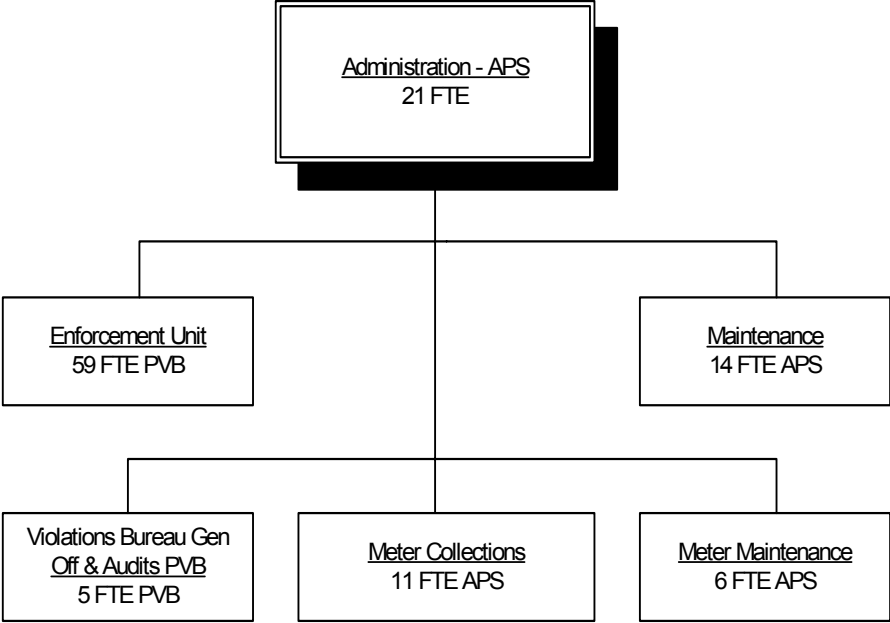 Administration - APS
21 FTE
Enforcement Unit
59 FTE PVB
Maintenance
14 FTE APS
Violations Bureau Gen
Off & Audits PVB
5 FTE PVB
Meter Collections
11 FTE APS
Meter Maintenance
6 FTE APS